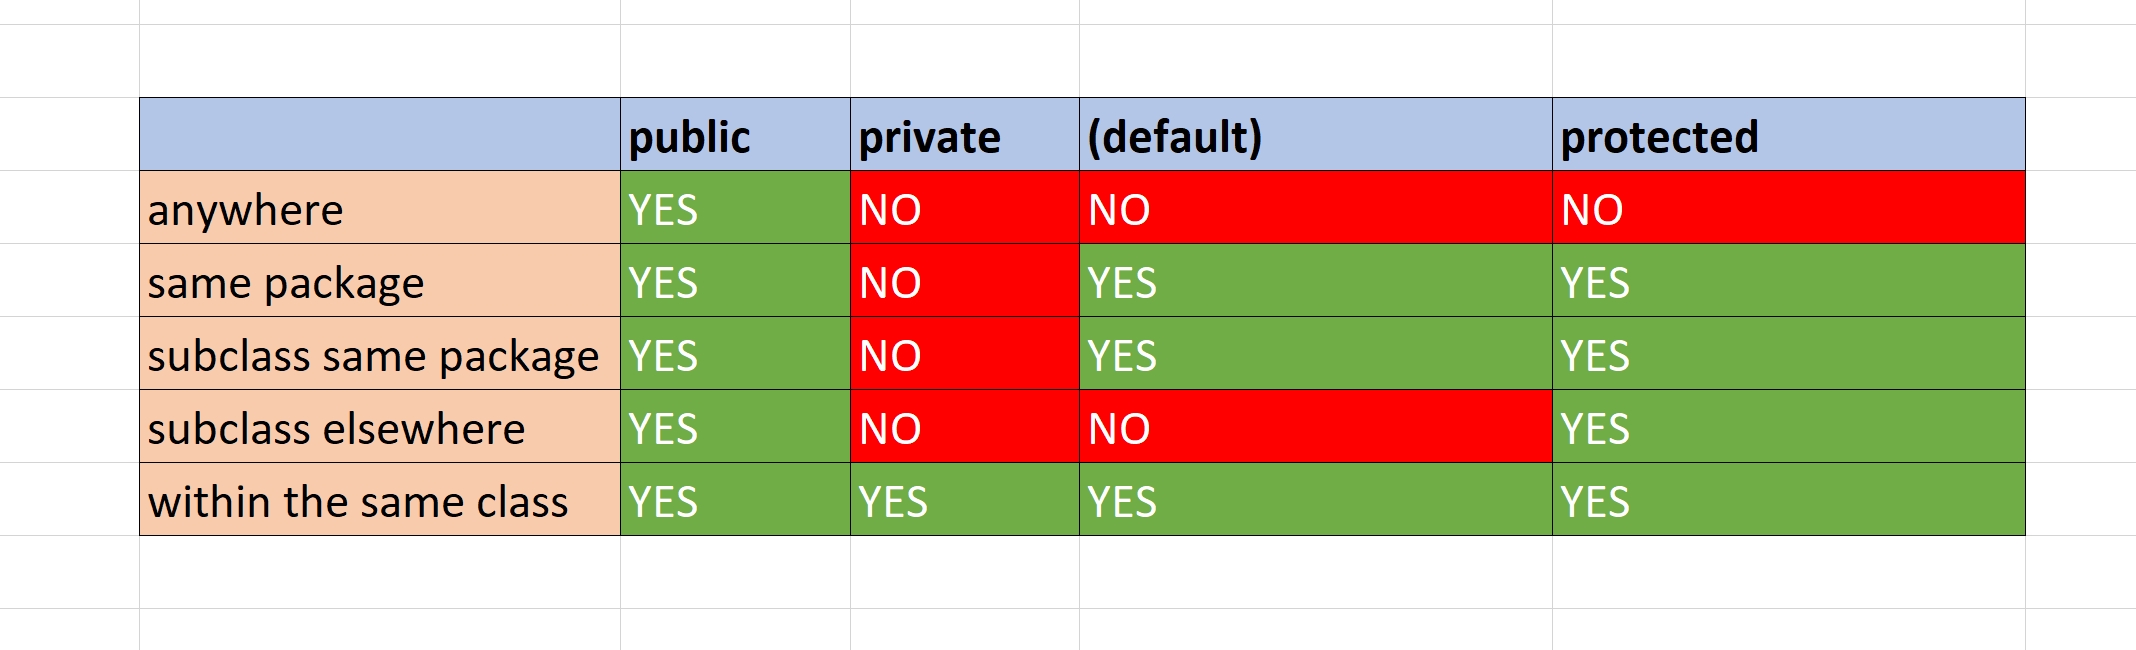 public private (default) protected
anywhere YES NO NO NO
same package YES NO YES YES
subclass same package YES NO YES YES
subclass elsewhere YES NO NO YES
within the same class YES YES YES YES